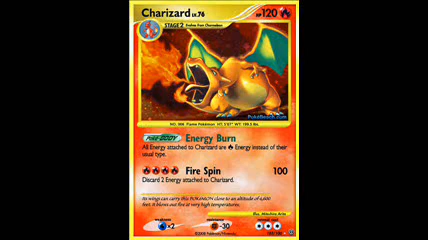 Charizard LV.76
HP 120
STAGE 2 Evolves from Charmeleon
PokéBeach.com
NO. 006 Flame Pokémon HT: 5'07" WT: 199.5 lbs.
POKé-BODY Energy Burn
All Energy attached to Charizard are Energy instead of their
usual type.
Fire Spin 100
Discard 2 Energy attached to Charizard.
Its wings can carry this POKéMON close to an altitude of 4,600
feet. It blows out fire at very high temperatures.
weakness
×2
resistance
-30